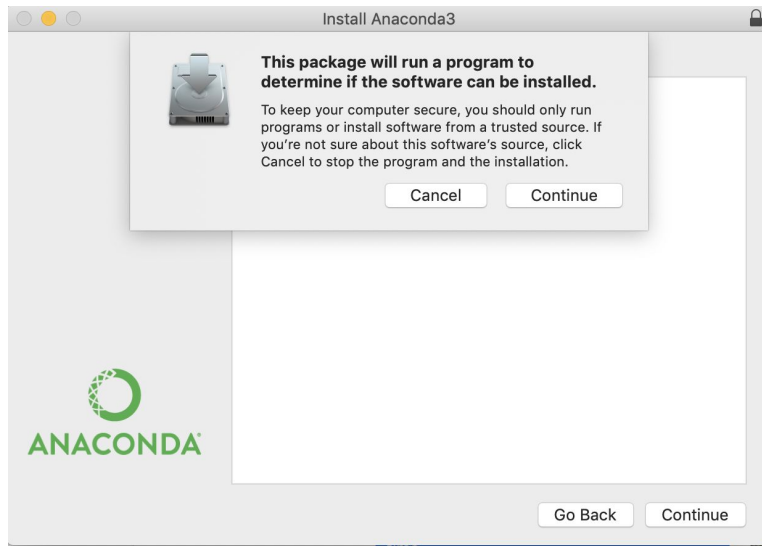 Install Anaconda3
This package will run a program to
determine if the software can be installed.
To keep your computer secure, you should only run
programs or install software from a trusted source. If
you're not sure about this software's source, click
Cancel to stop the program and the installation.
Cancel Continue
ANACONDA
Go Back Continue